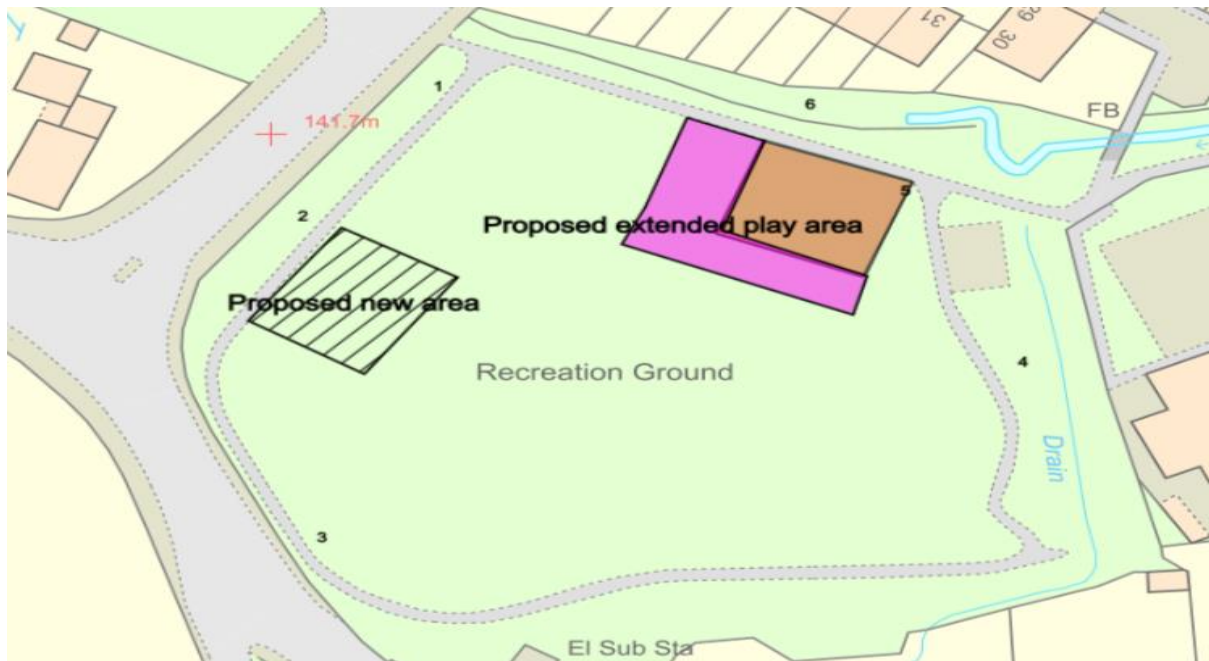 31
29
30
1
6
FB
141.7m
5
2
Proposed extended play area
Proposed new area
4
Recreation Ground
Drain
3
El Sub Sta